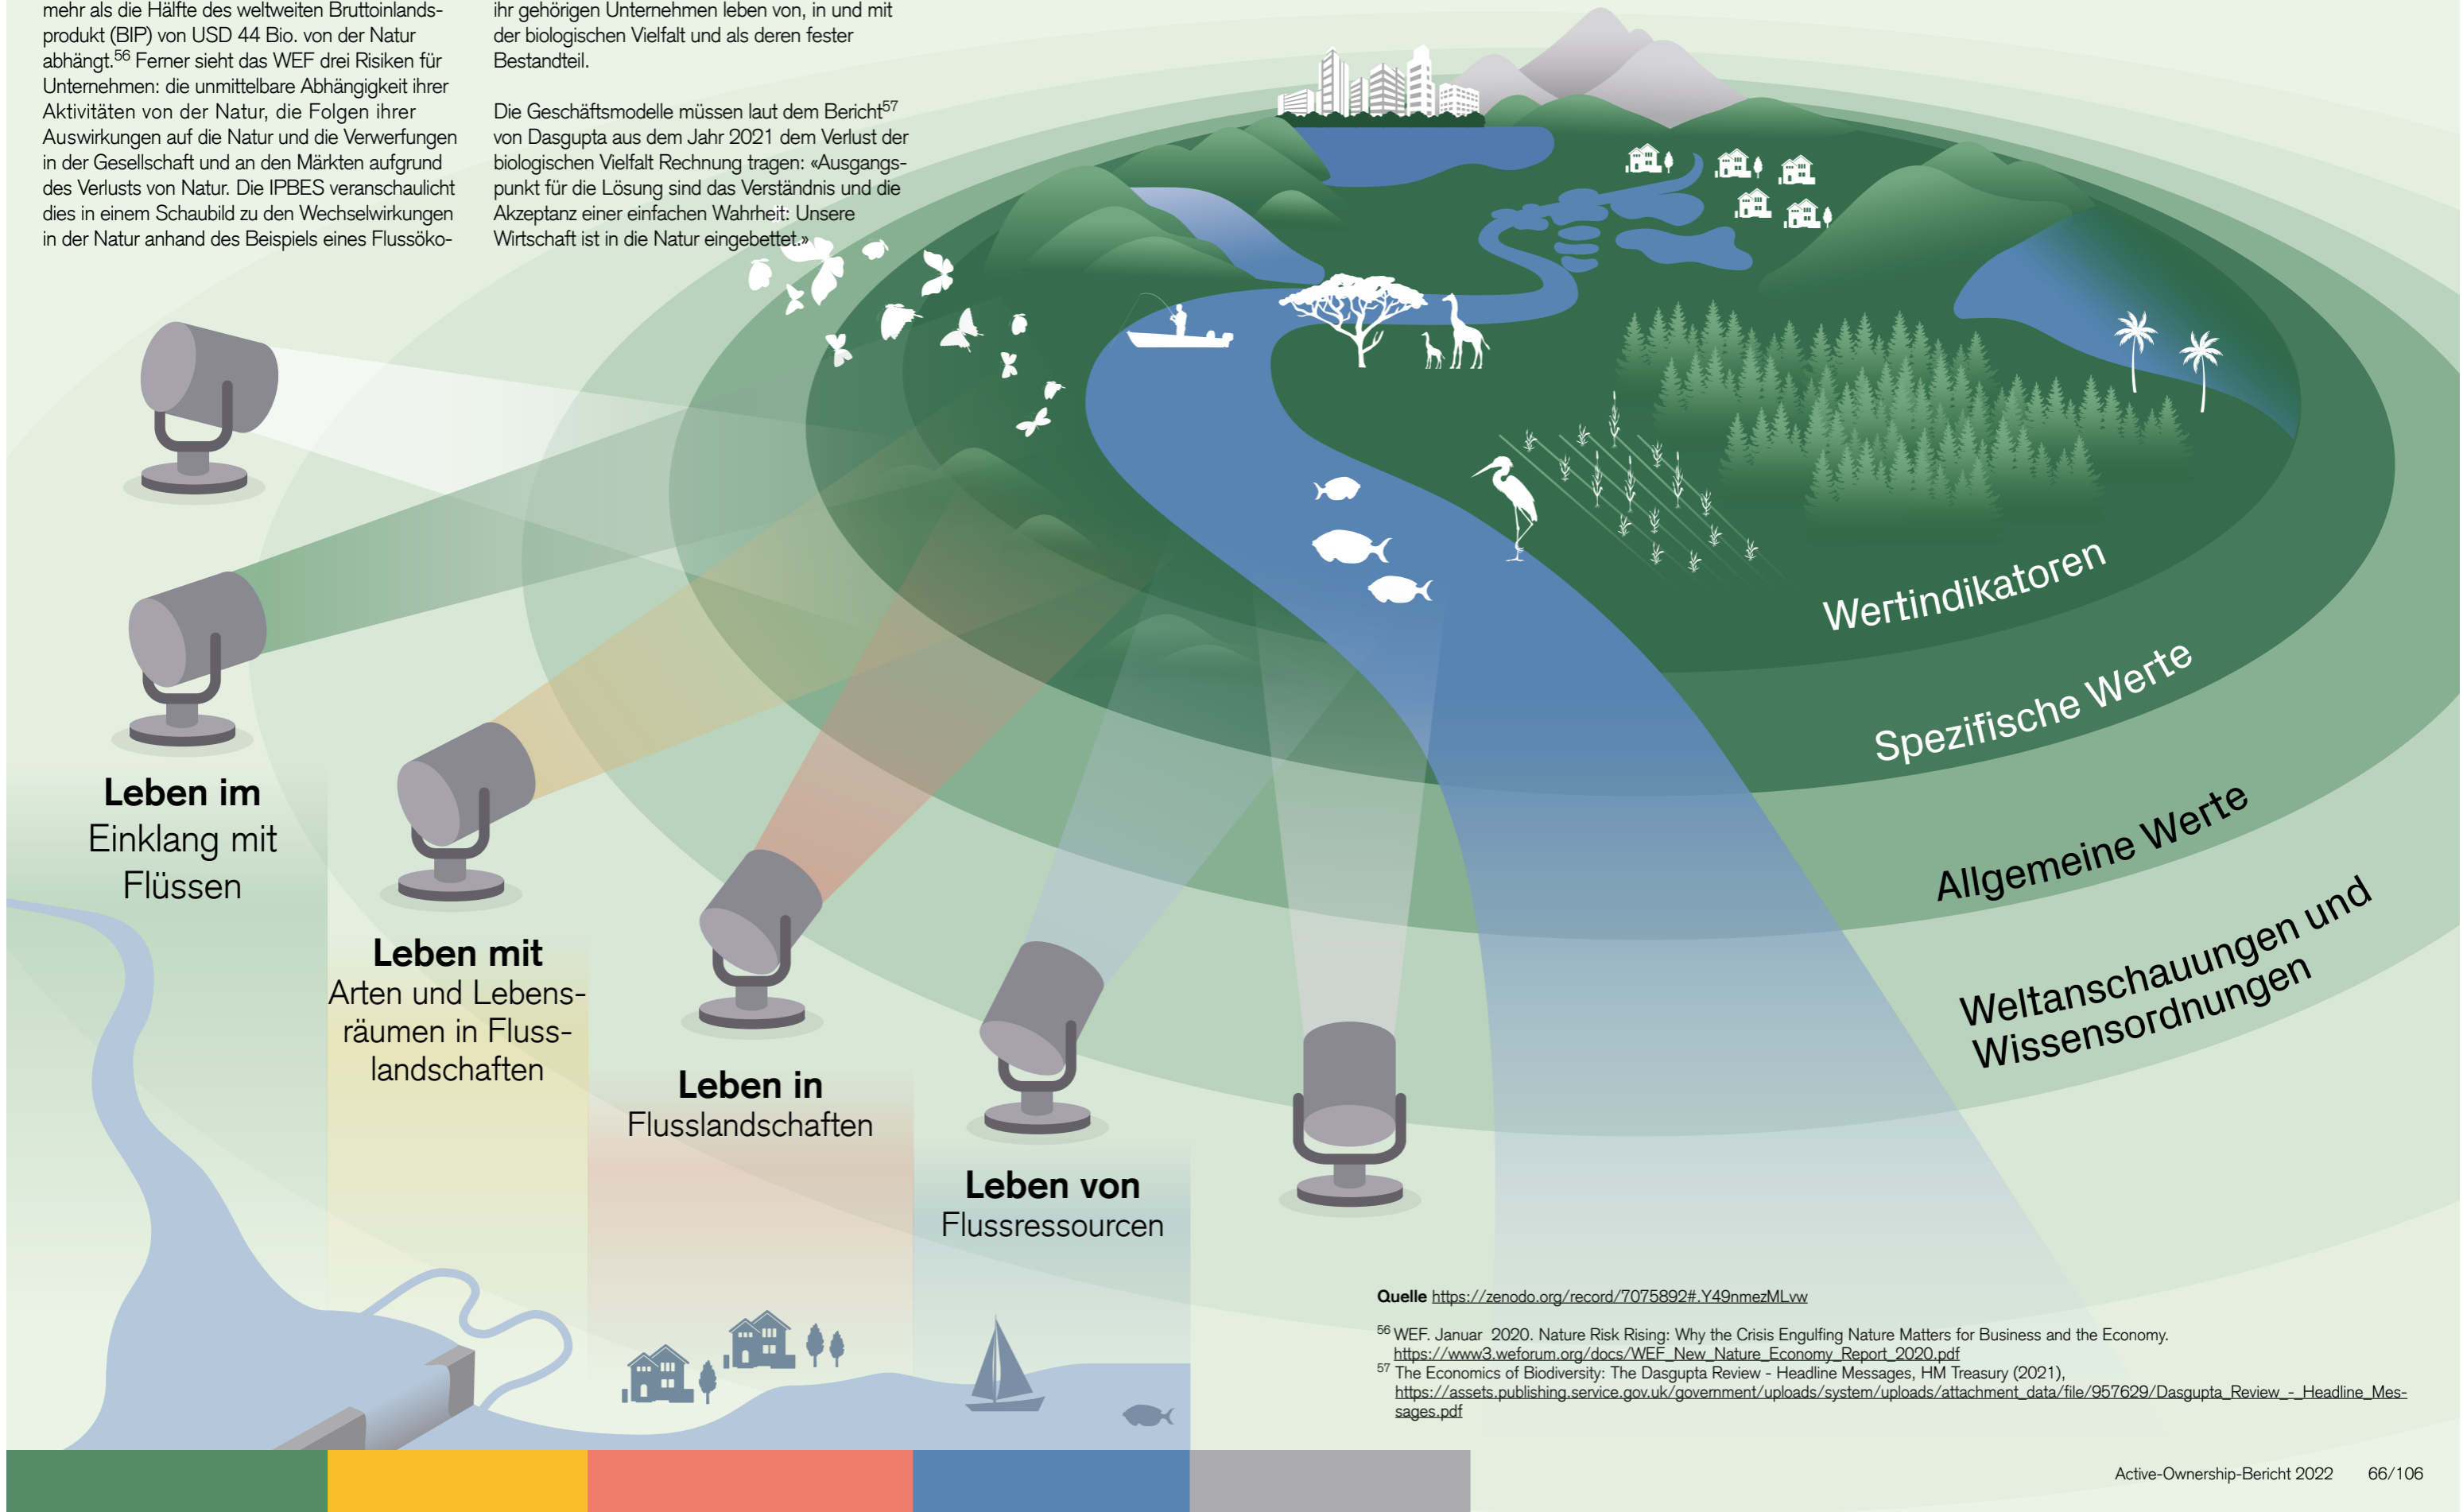 mehr als die Hälfte des weltweiten Bruttoinlands-
produkt (BIP) von USD 44 Bio. von der Natur
abhängt.56 Ferner sieht das WEF drei Risiken für
Unternehmen: die unmittelbare Abhängigkeit ihrer
Aktivitäten von der Natur, die Folgen ihrer
Auswirkungen auf die Natur und die Verwerfungen
in der Gesellschaft und an den Märkten aufgrund
des Verlusts von Natur. Die IPBES veranschaulicht
dies in einem Schaubild zu den Wechselwirkungen
in der Natur anhand des Beispiels eines Flussöko-
ihr gehörigen Unternehmen leben von, in und mit
der biologischen Vielfalt und als deren fester
Bestandteil.
Die Geschäftsmodelle müssen laut dem Bericht57
von Dasgupta aus dem Jahr 2021 dem Verlust der
biologischen Vielfalt Rechnung tragen: «Ausgangs-
punkt für die Lösung sind das Verständnis und die
Akzeptanz einer einfachen Wahrheit: Unsere
Wirtschaft ist in die Natur eingebettet.»
Wertindikatoren
Spezifische Werte
Allgemeine Werte
Weltanschauungen und
Wissensordnungen
Leben im
Einklang mit
Flüssen
Leben mit
Arten und Lebens-
räumen in Fluss-
landschaften
Leben in
Flusslandschaften
Leben von
Flussressourcen
Quelle https://zenodo.org/record/7075892#.Y49nmezMLvw
56 WEF. Januar 2020. Nature Risk Rising: Why the Crisis Engulfing Nature Matters for Business and the Economy.
https://www3.weforum.org/docs/WEF_New_Nature_Economy_Report_2020.pdf
57 The Economics of Biodiversity: The Dasgupta Review - Headline Messages, HM Treasury (2021),
https://assets.publishing.service.gov.uk/government/uploads/system/uploads/attachment_data/file/957629/Dasgupta_Review_-_Headline_Mes-
sages.pdf
Active-Ownership-Bericht 2022 66/106